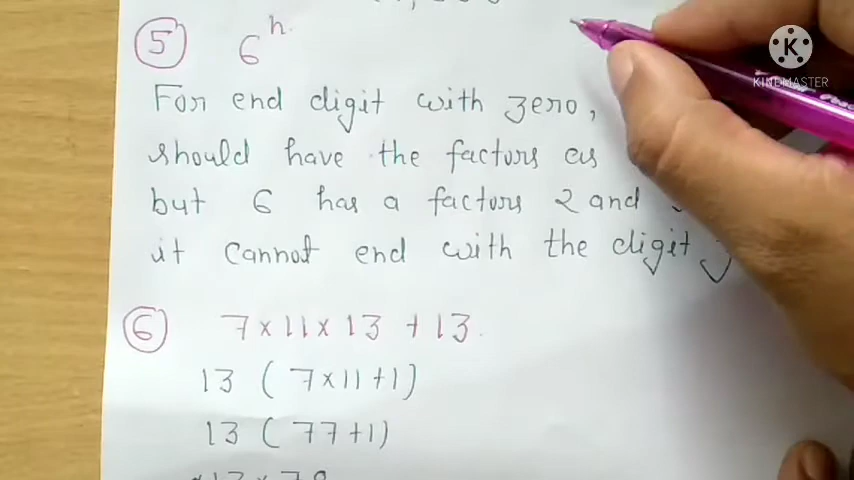 5 6^n
KINEMASTER
For end digit with zero,
should have the factors as
but 6 has a factors 2 and
it cannot end with the digit
6 7 × 11 × 13 + 13
13 ( 7 × 11 + 1 )
13 ( 77 + 1 )